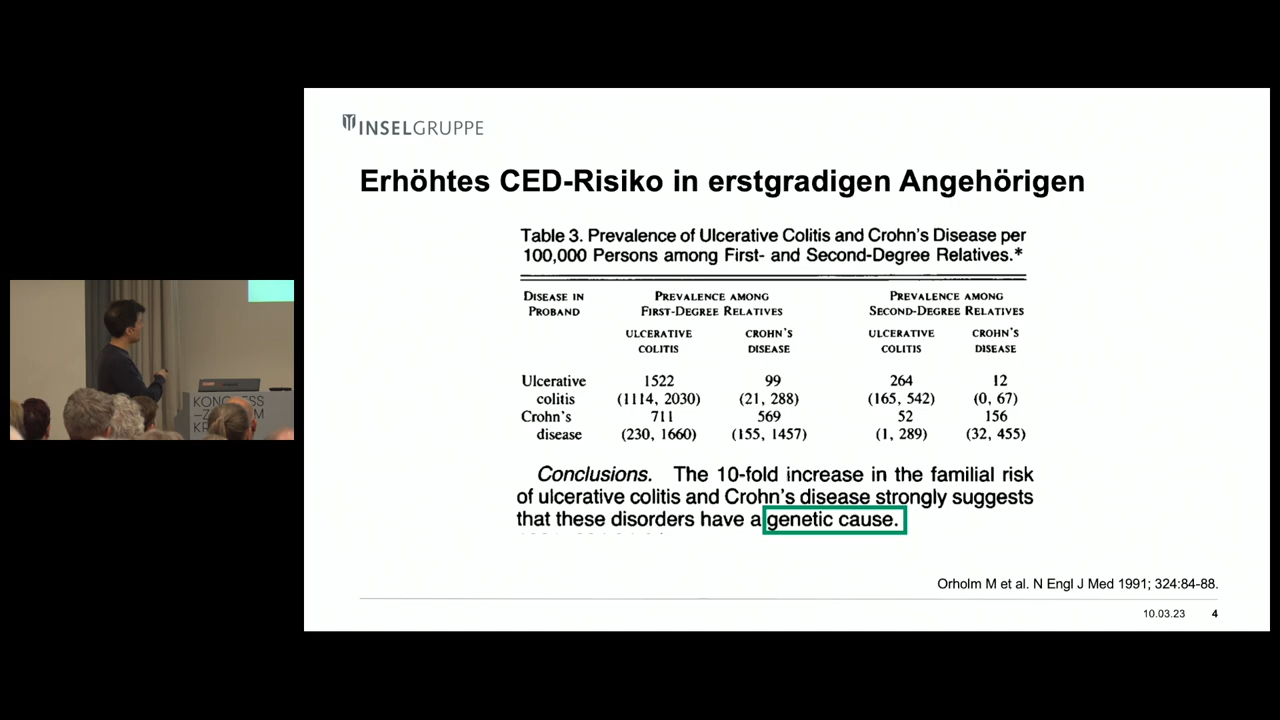 INSELGRUPPE
Erhöhtes CED-Risiko in erstgradigen Angehörigen
Table 3. Prevalence of Ulcerative Colitis and Crohn's Disease per
100,000 Persons among First- and Second-Degree Relatives.*
DISEASE IN PROBAND PREVALENCE AMONG FIRST-DEGREE RELATIVES PREVALENCE AMONG SECOND-DEGREE RELATIVES
ULCERATIVE COLITIS CROHN'S DISEASE ULCERATIVE COLITIS CROHN'S DISEASE
Ulcerative 1522 99 264 12
colitis (1114, 2030) (21, 288) (165, 542) (0, 67)
Crohn's 711 569 52 156
disease (230, 1660) (155, 1457) (1, 289) (32, 455)
Conclusions. The 10-fold increase in the familial risk
of ulcerative colitis and Crohn's disease strongly suggests
that these disorders have a genetic cause.
Orholm M et al. N Engl J Med 1991; 324:84-88.
10.03.23 4